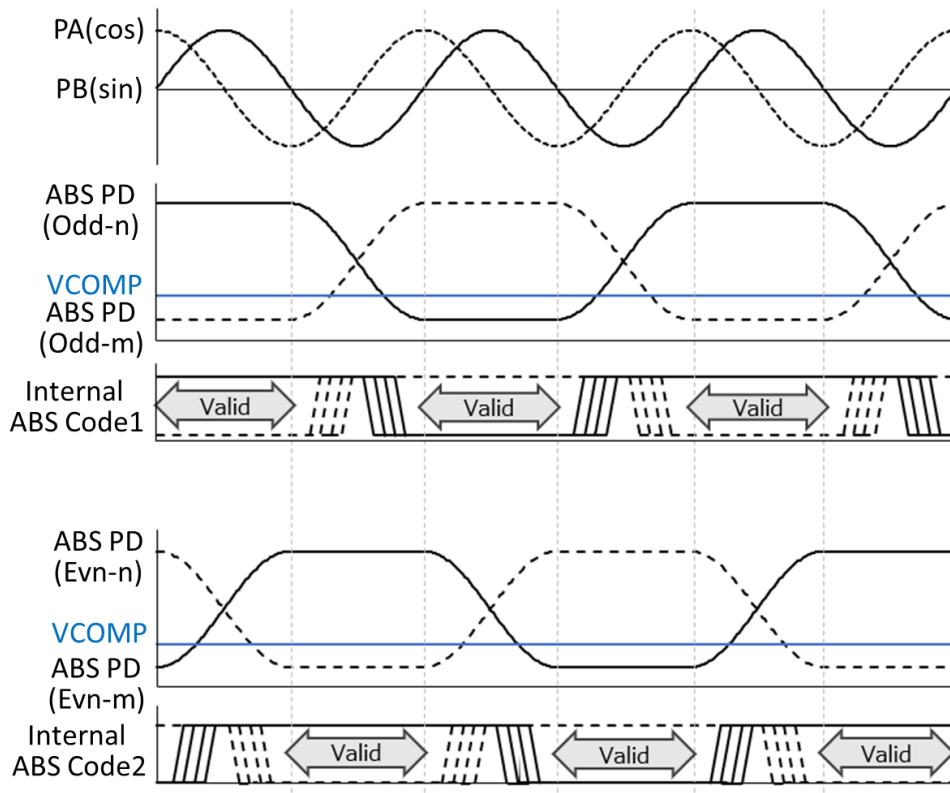 PA(cos)
PB(sin)
ABS PD
(Odd-n)
VCOMP
ABS PD
(Odd-m)
Internal
ABS Code1
Valid
Valid
Valid
ABS PD
(Evn-n)
VCOMP
ABS PD
(Evn-m)
Internal
ABS Code2
Valid
Valid
Valid